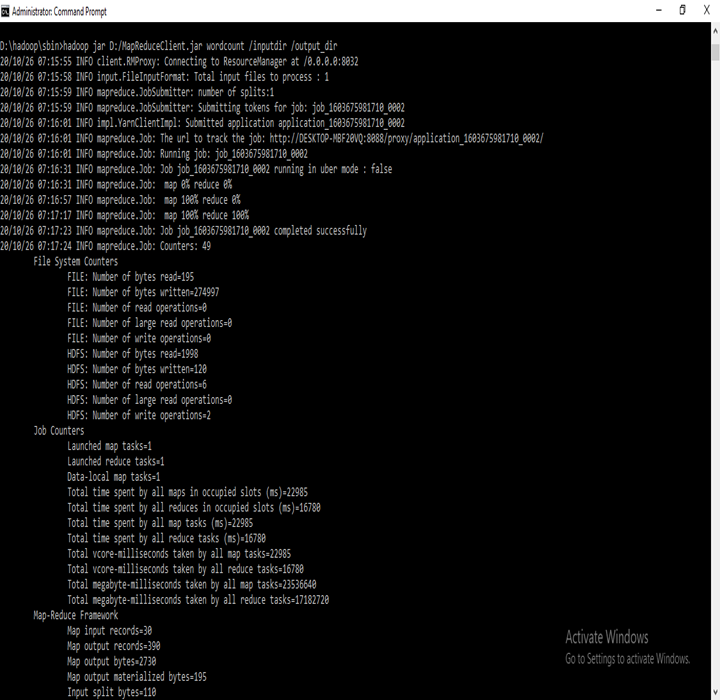 Administrator: Command Prompt
D:\hadoop\sbin>hadoop jar D:/MapReduceClient.jar wordcount /inputdir /output_dir
20/10/26 07:15:55 INFO client.RMProxy: Connecting to ResourceManager at /0.0.0.0:8032
20/10/26 07:15:58 INFO input.FileInputFormat: Total input files to process : 1
20/10/26 07:15:59 INFO mapreduce.JobSubmitter: number of splits:1
20/10/26 07:15:59 INFO mapreduce.JobSubmitter: Submitting tokens for job: job_1603675981710_0002
20/10/26 07:16:01 INFO impl.YarnClientImpl: Submitted application application_1603675981710_0002
20/10/26 07:16:01 INFO mapreduce.Job: The url to track the job: http://DESKTOP-MBF20VQ:8088/proxy/application_1603675981710_0002/
20/10/26 07:16:01 INFO mapreduce.Job: Running job: job_1603675981710_0002
20/10/26 07:16:31 INFO mapreduce.Job: Job job_1603675981710_0002 running in uber mode : false
20/10/26 07:16:31 INFO mapreduce.Job:  map 0% reduce 0%
20/10/26 07:16:57 INFO mapreduce.Job:  map 100% reduce 0%
20/10/26 07:17:17 INFO mapreduce.Job:  map 100% reduce 100%
20/10/26 07:17:23 INFO mapreduce.Job: Job job_1603675981710_0002 completed successfully
20/10/26 07:17:24 INFO mapreduce.Job: Counters: 49
File System Counters
FILE: Number of bytes read=195
FILE: Number of bytes written=274997
FILE: Number of read operations=0
FILE: Number of large read operations=0
FILE: Number of write operations=0
HDFS: Number of bytes read=1998
HDFS: Number of bytes written=120
HDFS: Number of read operations=6
HDFS: Number of large read operations=0
HDFS: Number of write operations=2
Job Counters
Launched map tasks=1
Launched reduce tasks=1
Data-local map tasks=1
Total time spent by all maps in occupied slots (ms)=22985
Total time spent by all reduces in occupied slots (ms)=16780
Total time spent by all map tasks (ms)=22985
Total time spent by all reduce tasks (ms)=16780
Total vcore-milliseconds taken by all map tasks=22985
Total vcore-milliseconds taken by all reduce tasks=16780
Total megabyte-milliseconds taken by all map tasks=23536640
Total megabyte-milliseconds taken by all reduce tasks=17182720
Map-Reduce Framework
Map input records=30
Map output records=390
Map output bytes=2730
Map output materialized bytes=195
Input split bytes=110
Activate Windows
Go to Settings to activate Windows.